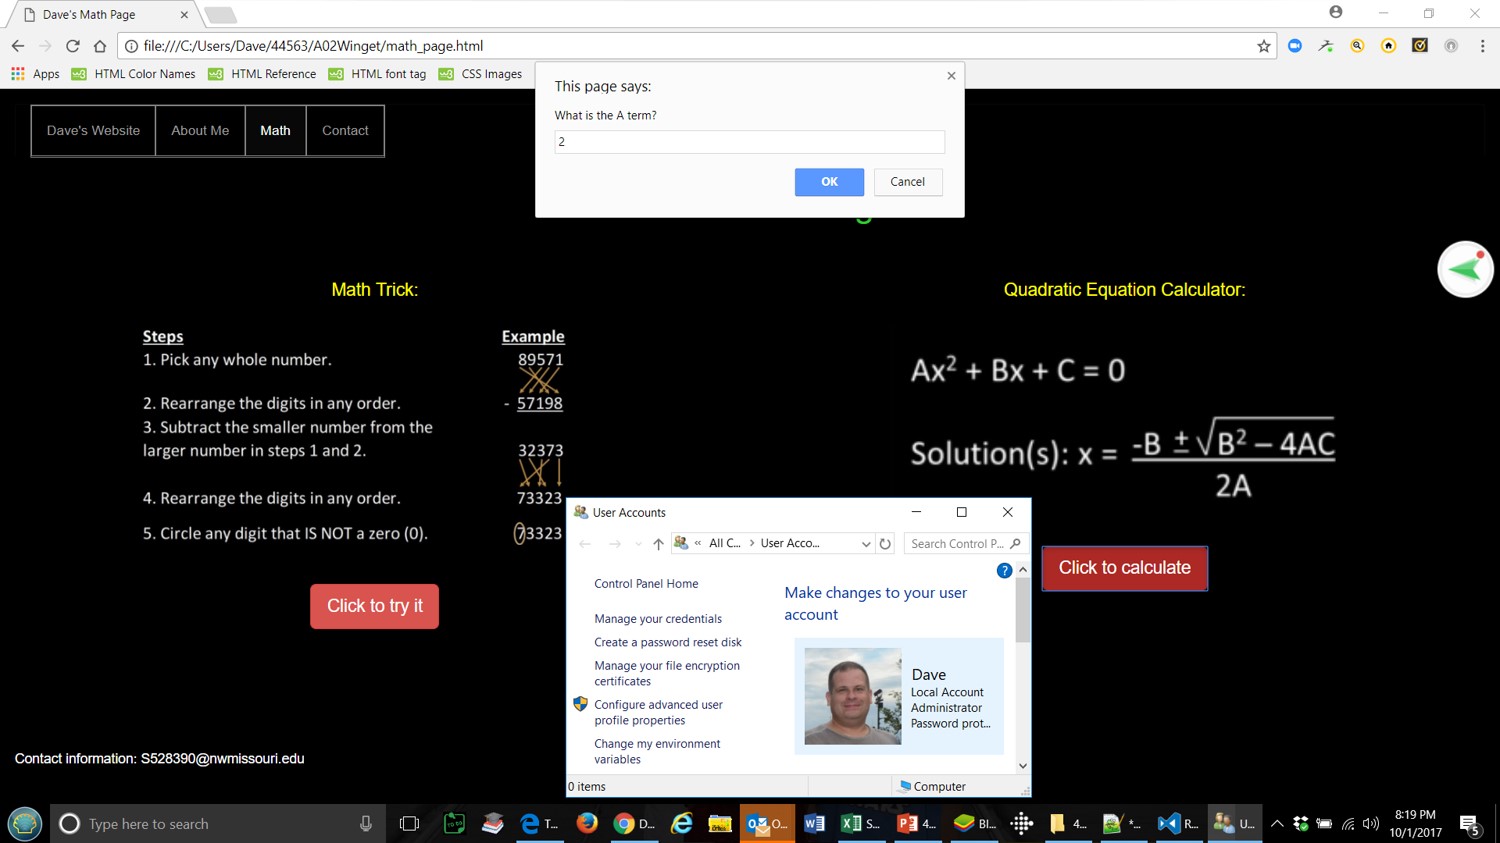 Dave's Math Page
file:///C:/Users/Dave/44563/A02Winget/math_page.html
Apps
HTML Color Names
HTML Reference
HTML font tag
CSS Images
This page says:
What is the A term?
2
OK
Cancel
Dave's Website
About Me
Math
Contact
Math Trick:
Steps
Example
1. Pick any whole number.
89571
2. Rearrange the digits in any order.
- 57198
3. Subtract the smaller number from the
larger number in steps 1 and 2.
32373
4. Rearrange the digits in any order.
73323
5. Circle any digit that IS NOT a zero (0).
73323
Click to try it
Quadratic Equation Calculator:
Ax² + Bx + C = 0
Solution(s): x = -B ± √B² – 4AC
2A
Click to calculate
User Accounts
« All C... > User Acco...
Search Control P...
Control Panel Home
Manage your credentials
Create a password reset disk
Manage your file encryption
certificates
Configure advanced user
profile properties
Change my environment
variables
Make changes to your user
account
Dave
Local Account
Administrator
Password prot...
0 items
Computer
Contact information: S528390@nwmissouri.edu
Type here to search
T...
D...
O...
S...
4...
Bl...
4...
*...
R...
U...
8:19 PM
10/1/2017
5